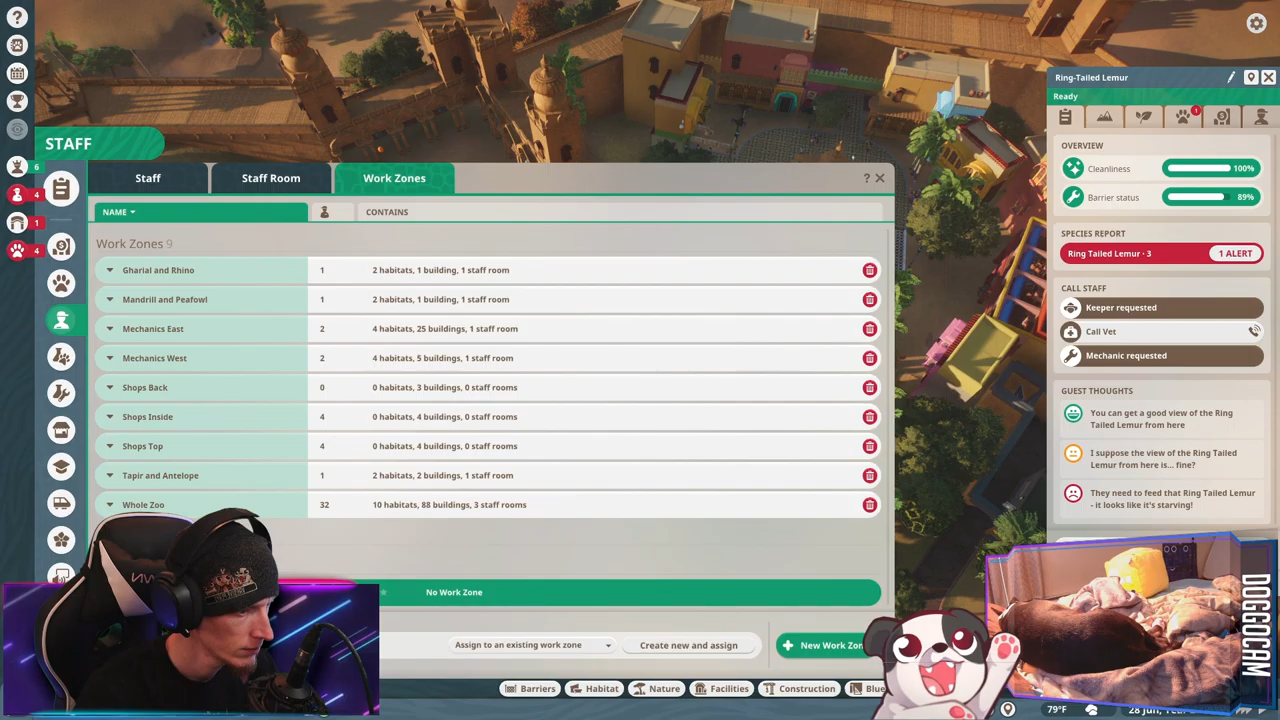 STAFF
Staff
Staff Room
Work Zones
?
NAME
CONTAINS
Work Zones 9
Gharial and Rhino 1 2 habitats, 1 building, 1 staff room
Mandrill and Peafowl 1 2 habitats, 1 building, 1 staff room
Mechanics East 2 4 habitats, 25 buildings, 1 staff room
Mechanics West 2 4 habitats, 5 buildings, 1 staff room
Shops Back 0 0 habitats, 3 buildings, 0 staff rooms
Shops Inside 4 0 habitats, 4 buildings, 0 staff rooms
Shops Top 4 0 habitats, 4 buildings, 0 staff rooms
Tapir and Antelope 1 2 habitats, 2 buildings, 1 staff room
Whole Zoo 32 10 habitats, 88 buildings, 3 staff rooms
No Work Zone
Assign to an existing work zone
Create new and assign
New Work Zon
?
6
4
1
4
Barriers
Habitat
Nature
Facilities
Construction
Blue
Ring-Tailed Lemur
Ready
1
OVERVIEW
Cleanliness 100%
Barrier status 89%
SPECIES REPORT
Ring Tailed Lemur · 3 1 ALERT
CALL STAFF
Keeper requested
Call Vet
Mechanic requested
GUEST THOUGHTS
You can get a good view of the Ring
Tailed Lemur from here
I suppose the view of the Ring Tailed
Lemur from here is... fine?
They need to feed that Ring Tailed Lemur
- it looks like it's starving!
DOGGOCAM
79°F
28 Jun,